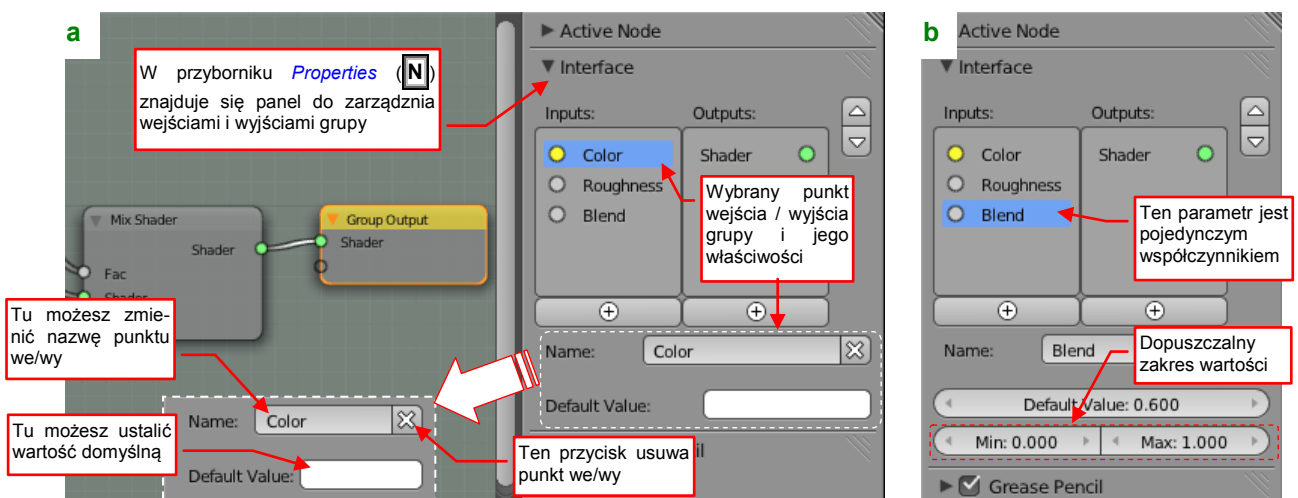 a
W przyborniku Properties (N)
znajduje się panel do zarządznia
wejściami i wyjściami grupy
Mix Shader
Shader
Fac
Shader
Group Output
Shader
Tu możesz zmie-
nić nazwę punktu
we/wy
Tu możesz ustalić
wartość domyślną
Name:
Color
Default Value:
Ten przycisk usuwa
punkt we/wy
Active Node
Interface
Inputs:
Outputs:
Color
Roughness
Blend
Shader
Wybrany punkt
wejścia / wyjścia
grupy i jego
właściwości
Name:
Color
Default Value:
b
Active Node
Interface
Inputs:
Outputs:
Color
Roughness
Blend
Shader
Ten parametr jest
pojedynczym
współczynnikiem
Name:
Blend
Dopuszczalny
zakres wartości
Default Value: 0.600
Min: 0.000
Max: 1.000
Grease Pencil